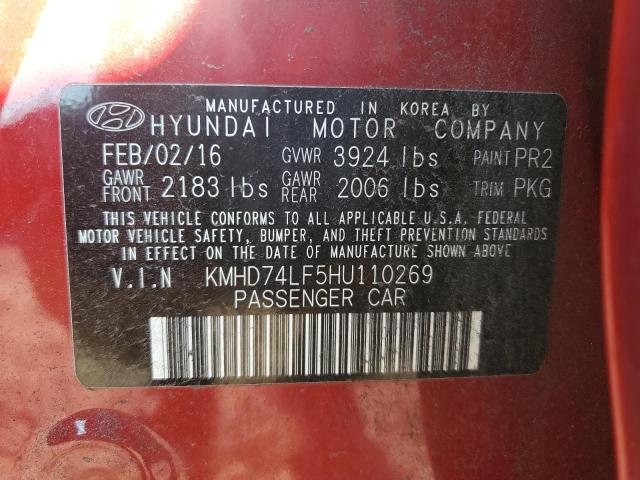 MANUFACTURED IN KOREA BY
HYUNDAI MOTOR COMPANY
FEB/02/16 GVWR 3924 lbs PAINT PR2
GAWR FRONT 2183 lbs GAWR REAR 2006 lbs TRIM PKG
THIS VEHICLE CONFORMS TO ALL APPLICABLE U.S.A. FEDERAL
MOTOR VEHICLE SAFETY, BUMPER, AND THEFT PREVENTION STANDARDS
IN EFFECT ON THE DATE OF MANUFACTURE SHOWN ABOVE
V.I.N KMHD74LF5HU110269
PASSENGER CAR